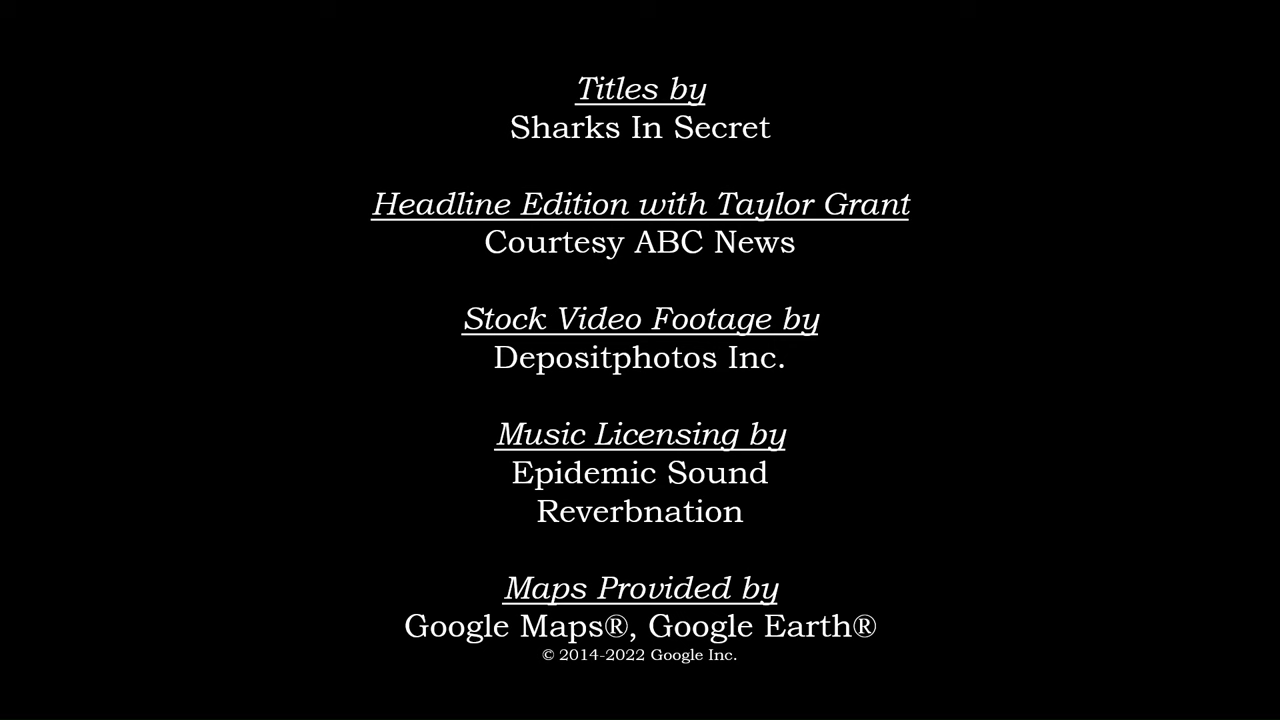 Titles by
Sharks In Secret
Headline Edition with Taylor Grant
Courtesy ABC News
Stock Video Footage by
Depositphotos Inc.
Music Licensing by
Epidemic Sound
Reverbnation
Maps Provided by
Google Maps®, Google Earth®
© 2014-2022 Google Inc.